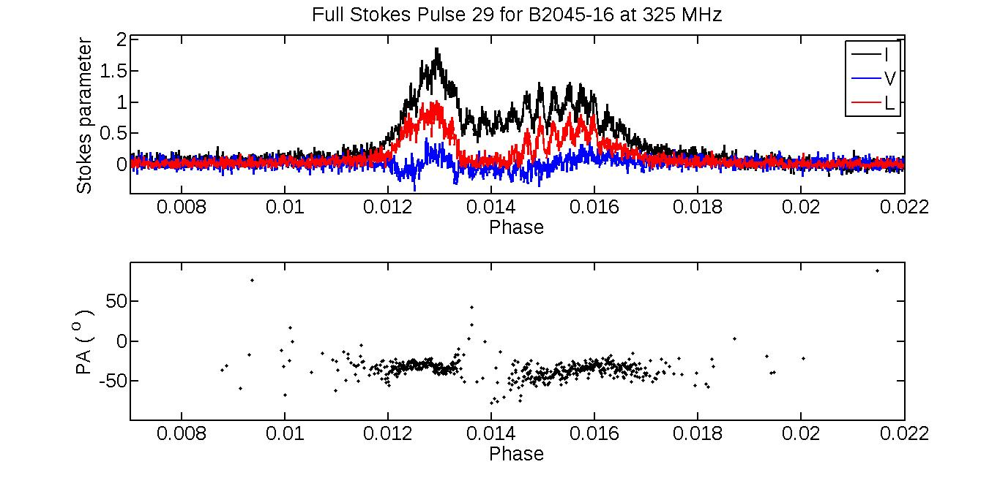 Full Stokes Pulse 29 for B2045-16 at 325 MHz
Stokes parameter
2
1.5
1
0.5
0
I
V
L
0.008 0.01 0.012 0.014 0.016 0.018 0.02 0.022
Phase
PA ( o )
50
0
-50
0.008 0.01 0.012 0.014 0.016 0.018 0.02 0.022
Phase